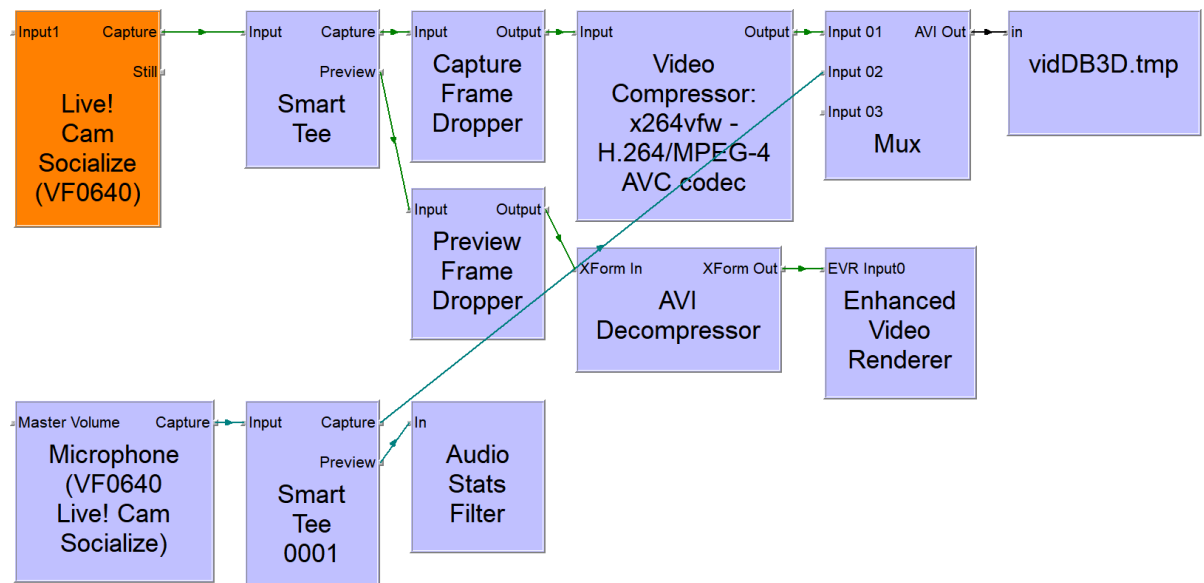 Input1 Capture
Still
Live!
Cam
Socialize
(VF0640)
Input Capture
Preview
Smart
Tee
Input Output
Capture
Frame
Dropper
Input Output
Video
Compressor:
x264vfw -
H.264/MPEG-4
AVC codec
Input 01 AVI Out
Input 02
Input 03
Mux
in
vidDB3D.tmp
Input Output
Preview
Frame
Dropper
XForm In XForm Out
AVI
Decompressor
EVR Input0
Enhanced
Video
Renderer
Master Volume Capture
Microphone
(VF0640
Live! Cam
Socialize)
Input Capture
Preview
Smart
Tee
0001
In
Audio
Stats
Filter